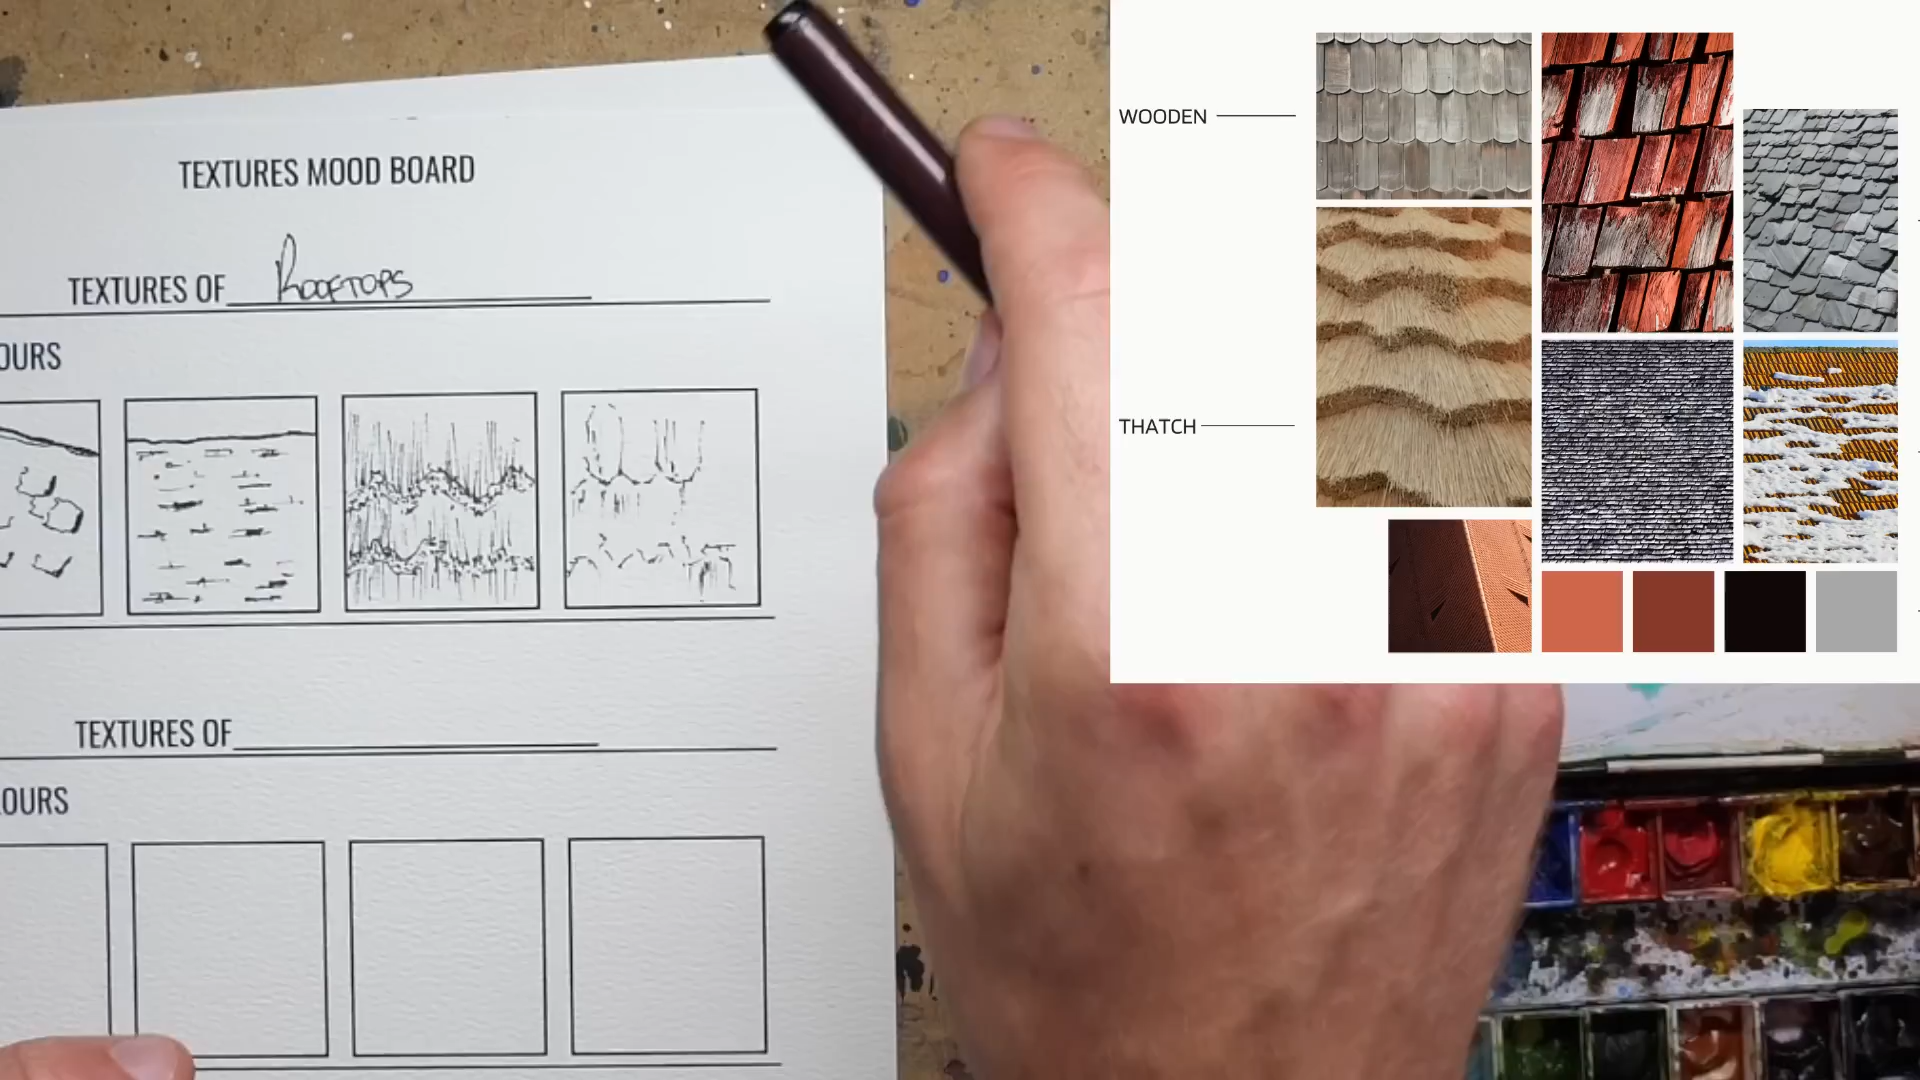 TEXTURES MOOD BOARD
TEXTURES OF ROOFTOPS
OURS
TEXTURES OF
OURS
WOODEN
THATCH